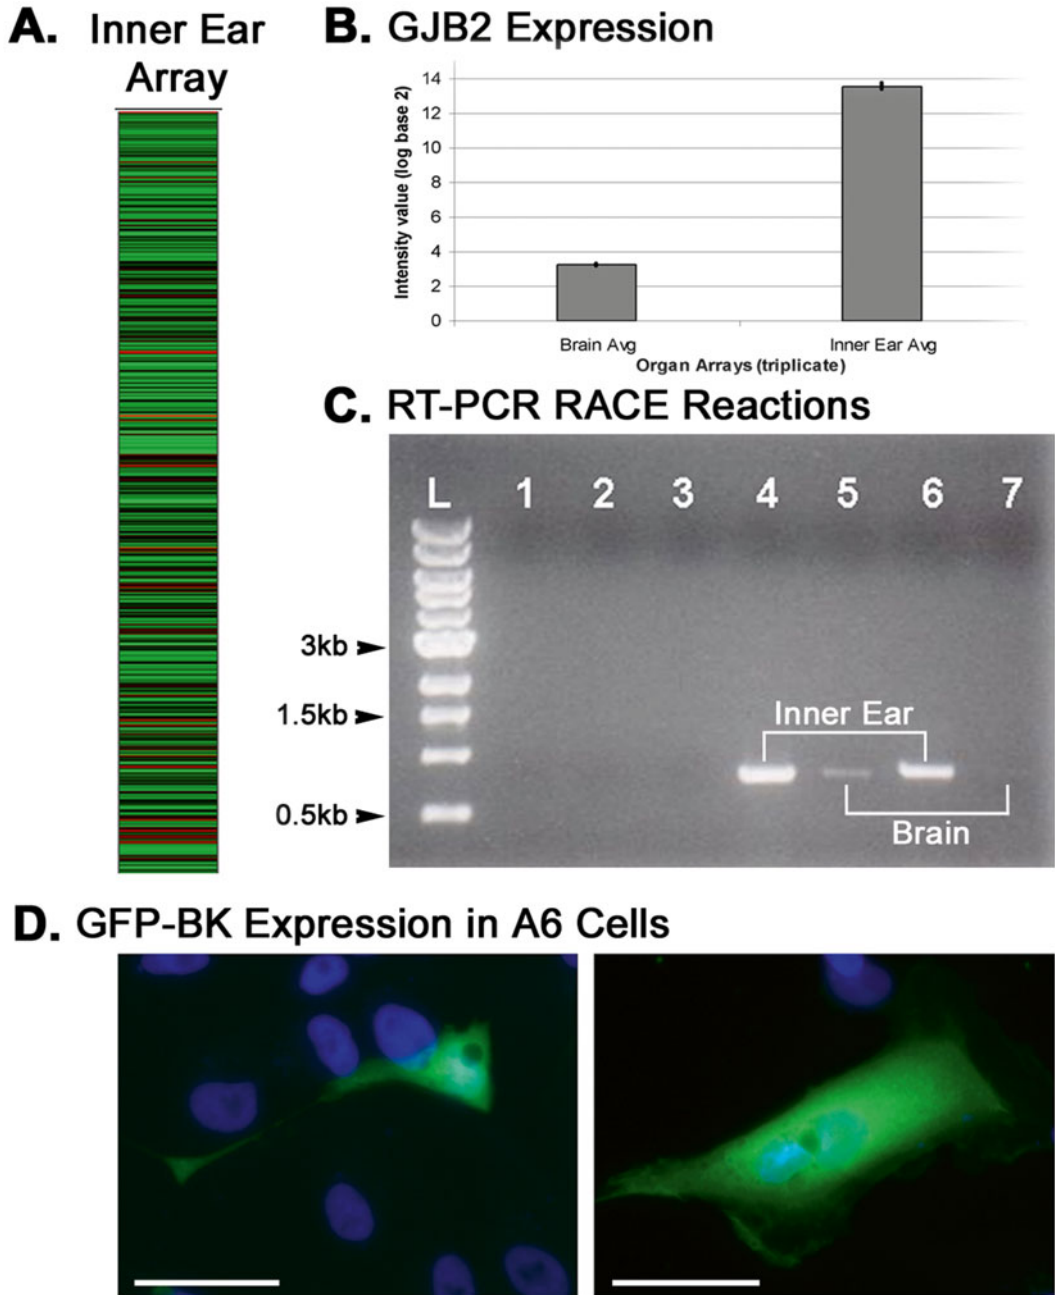 A. Inner Ear
Array
B. GJB2 Expression
Intensity value (log base 2)
14
12
10
8
6
4
2
0
Brain Avg
Inner Ear Avg
Organ Arrays (triplicate)
C. RT-PCR RACE Reactions
L 1 2 3 4 5 6 7
3kb
1.5kb
0.5kb
Inner Ear
Brain
D. GFP-BK Expression in A6 Cells